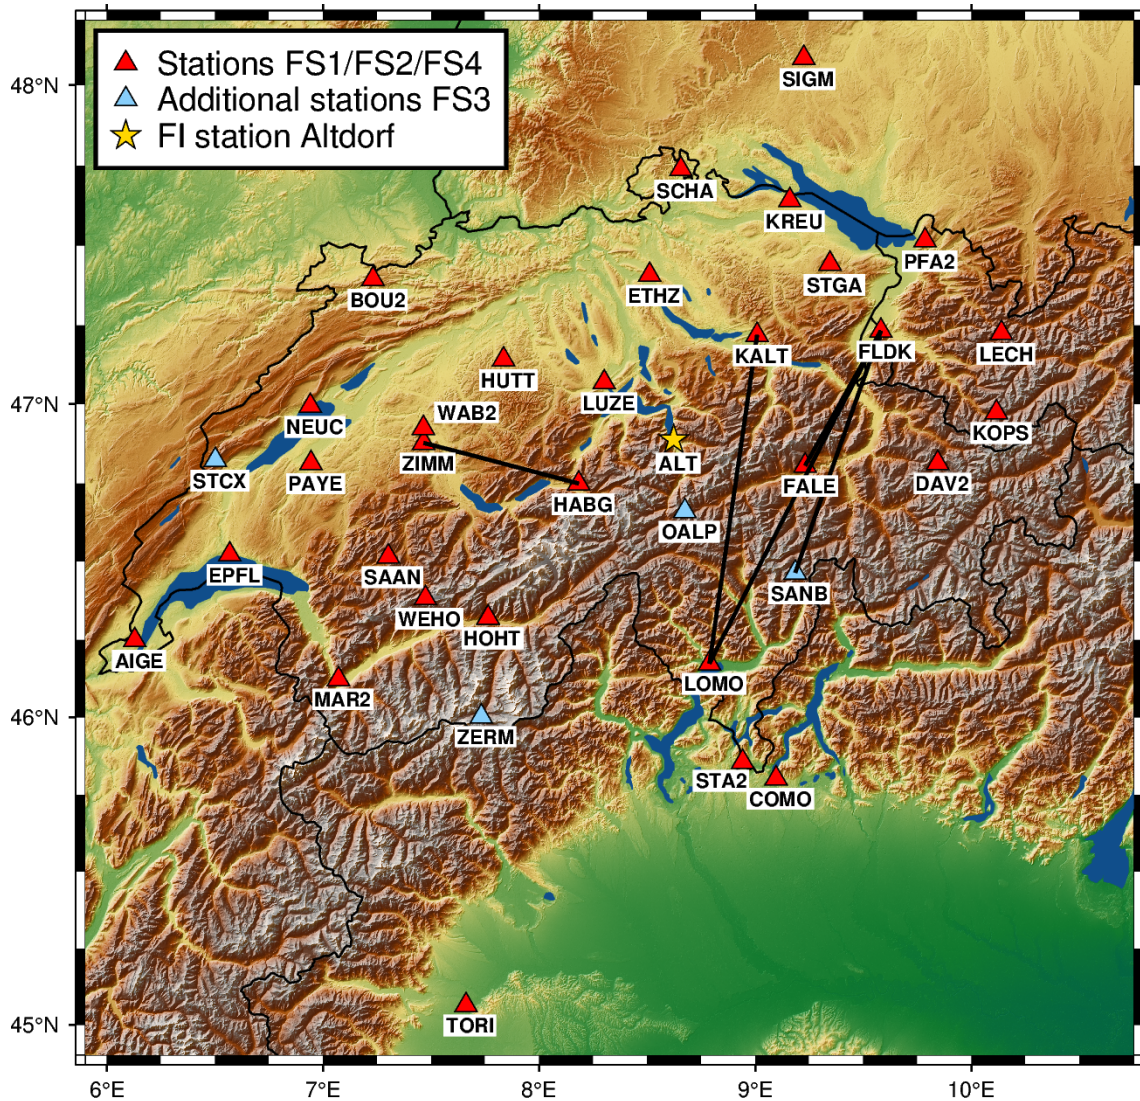 Stations FS1/FS2/FS4
Additional stations FS3
FI station Altdorf
48°N
47°N
46°N
45°N
SIGM
SCHA
KREU
PFA2
STGA
BOU2
ETHZ
KALT
FLDK
LECH
HUTT
LUZE
WAB2
NEUC
KOPS
ZIMM
ALT
STCX
PAYE
FALE
DAV2
HABG
OALP
EPFL
SAAN
SANB
WEHO
HOHT
AIGE
LOMO
MAR2
ZERM
STA2
COMO
TORI
6°E
7°E
8°E
9°E
10°E